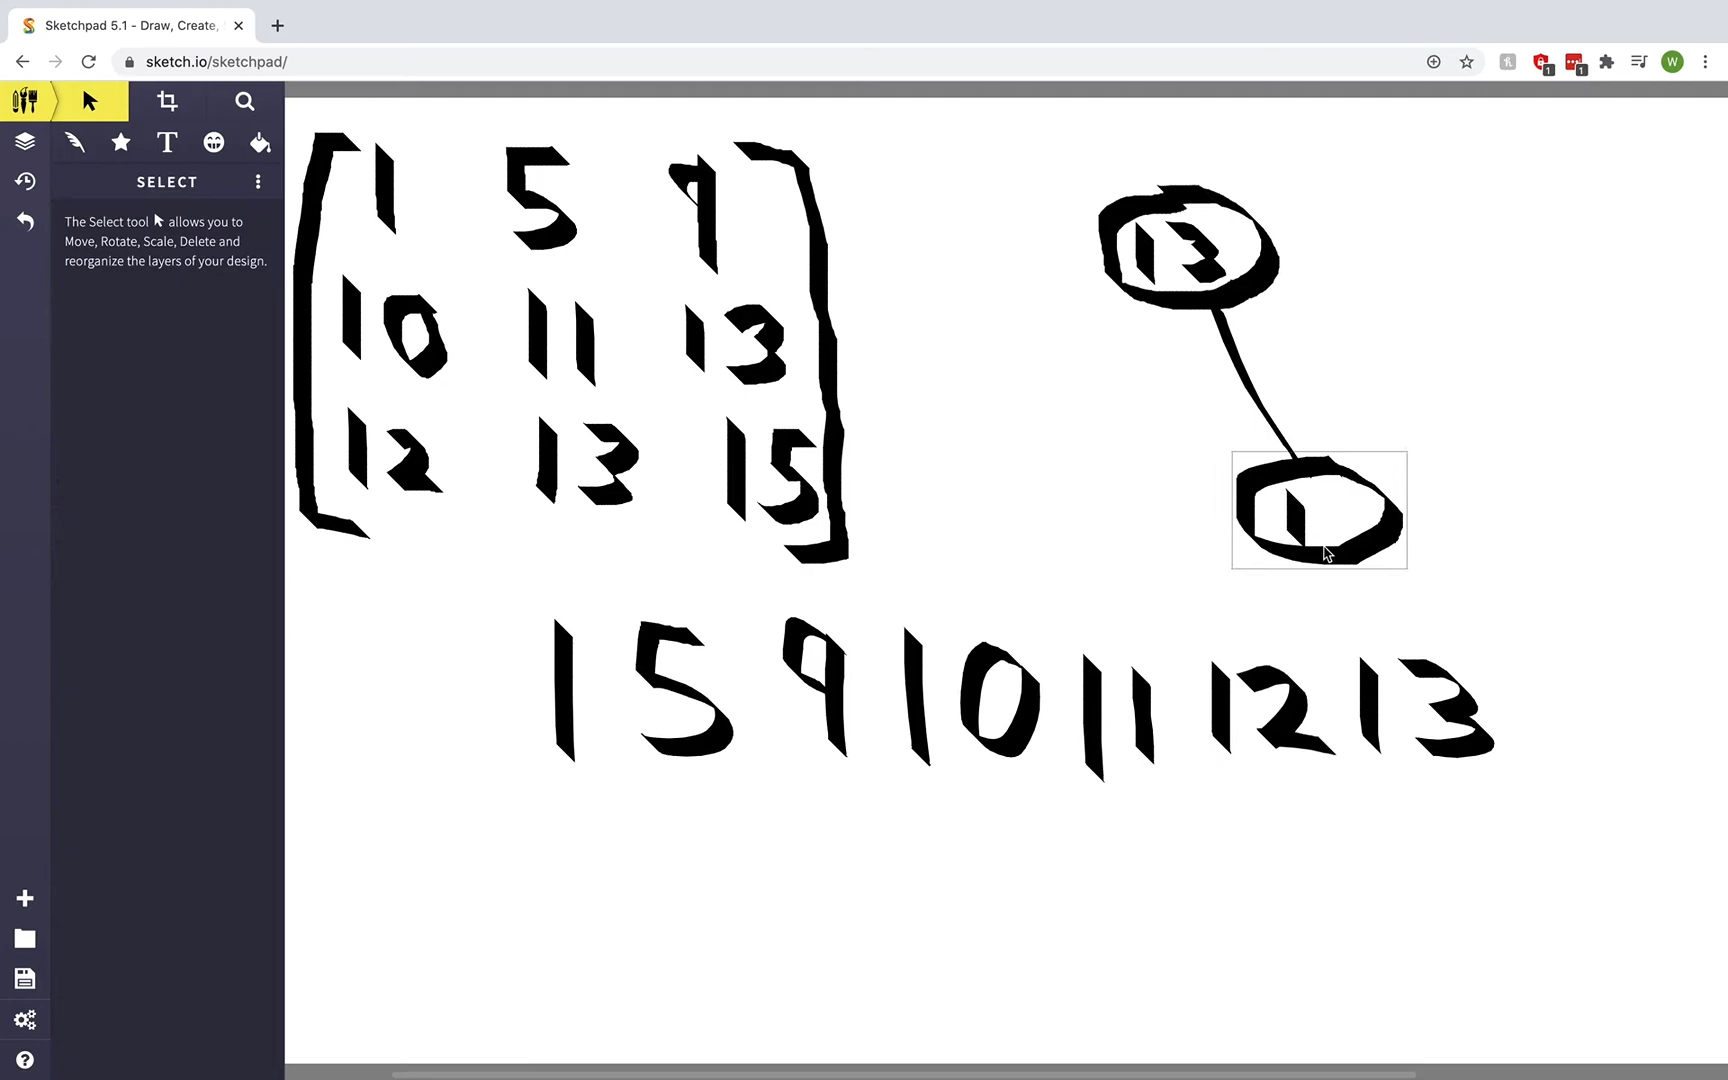 Sketchpad 5.1 - Draw, Create,
sketch.io/sketchpad/
1
1
W
T
SELECT
The Select tool allows you to
Move, Rotate, Scale, Delete and
reorganize the layers of your design.
1 5 9
10 11 13
12 13 15
13
1
1 5 9 10 11 12 13